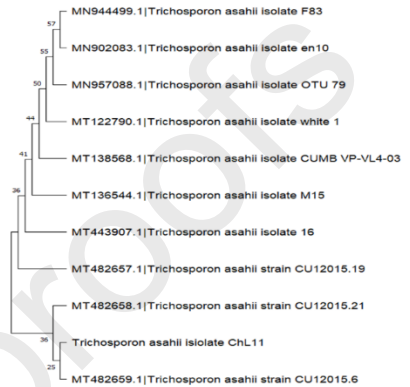 57
MN944499.1|Trichosporon asahii isolate F83
55
MN902083.1|Trichosporon asahii isolate en10
50
MN957088.1|Trichosporon asahii isolate OTU 79
44
MT122790.1|Trichosporon asahii isolate white 1
41
MT138568.1|Trichosporon asahii isolate CUMB VP-VL4-03
36
MT136544.1|Trichosporon asahii isolate M15
MT443907.1|Trichosporon asahii isolate 16
MT482657.1|Trichosporon asahii strain CU12015.19
MT482658.1|Trichosporon asahii strain CU12015.21
36
Trichosporon asahii isiolate ChL11
25
MT482659.1|Trichosporon asahii strain CU12015.6
proofs